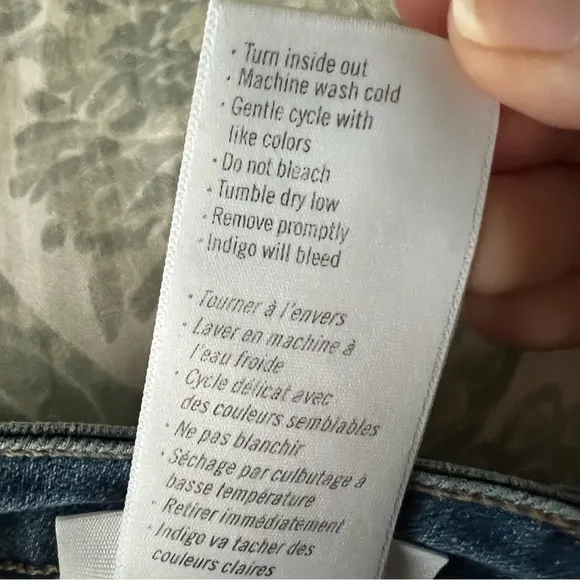 · Turn inside out
· Machine wash cold
· Gentle cycle with
like colors
· Do not bleach
· Tumble dry low
· Remove promptly
· Indigo will bleed
· Tourner à l'envers
· Laver en machine à
l'eau froide
· Cycle délicat avec
des couleurs semblables
· Ne pas blanchir
· Séchage par culbutage à
basse température
· Retirer immédiatement
· Indigo va tacher des
couleurs claires